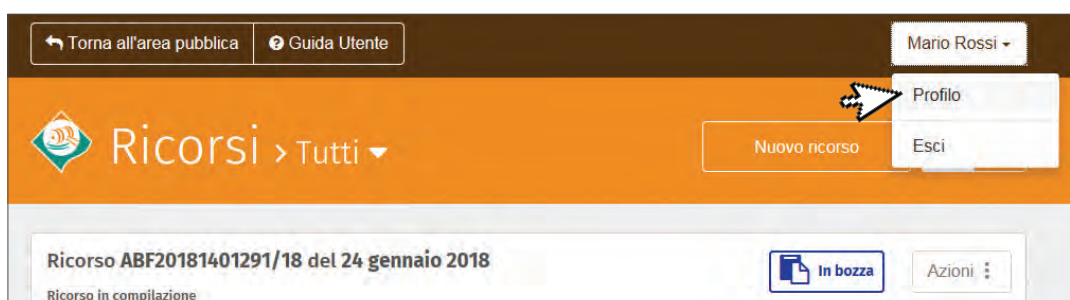 Torna all'area pubblica Guida Utente Mario Rossi
Profilo
Ricorsi > Tutti Nuovo ricorso Esci
Ricorso ABF20181401291/18 del 24 gennaio 2018 In bozza Azioni
Ricorso in compilazione